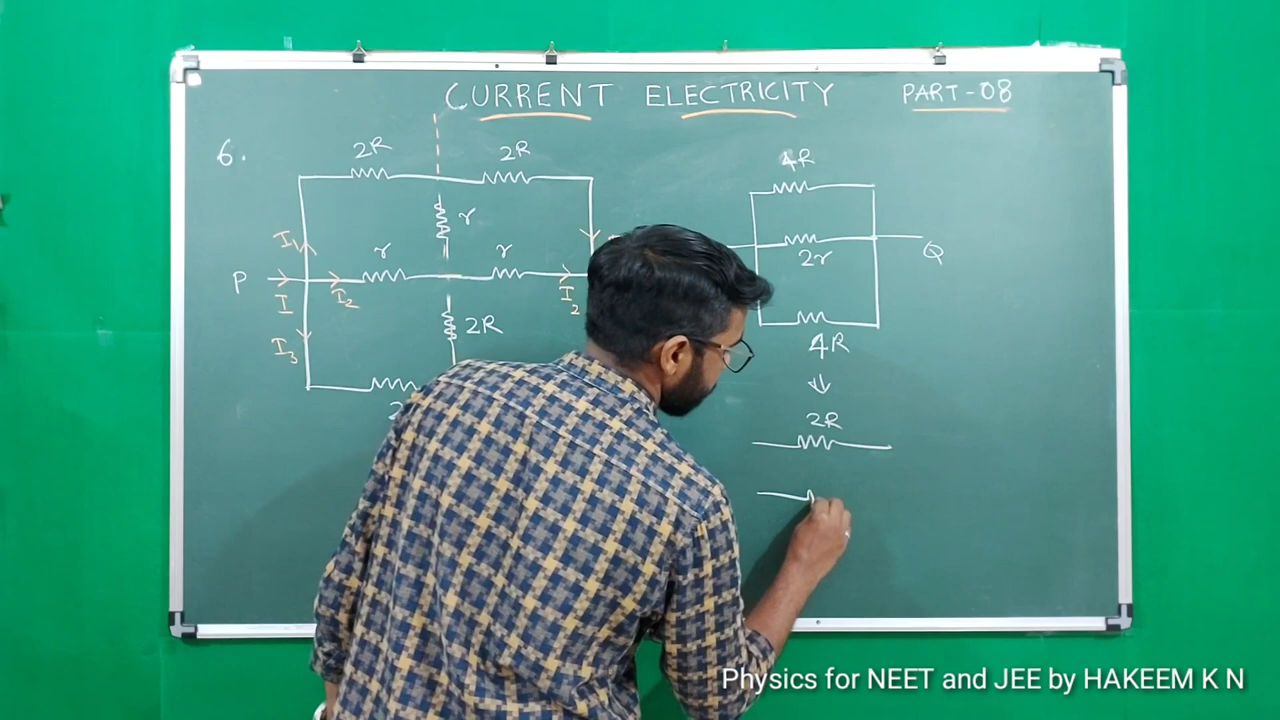 CURRENT ELECTRICITY PART-08
6.
2R 2R
r
P I I1 I2 I3
r r
I2
2R
4R
2r
Q
4R
2R
Physics for NEET and JEE by HAKEEM K N